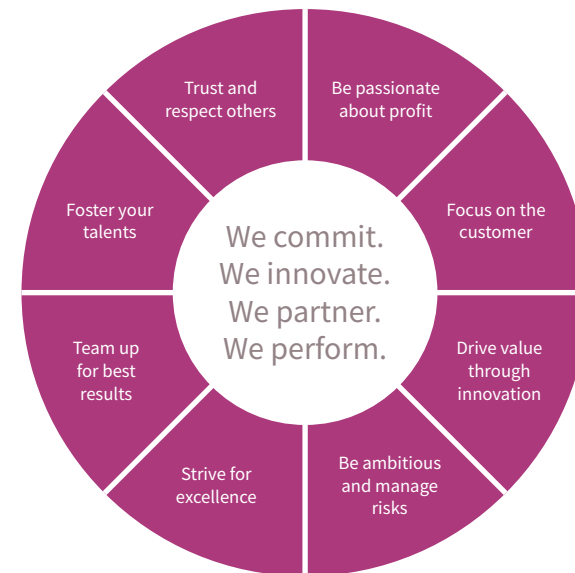 Trust and
respect others
Be passionate
about profit
Foster your
talents
Focus on the
customer
We commit.
We innovate.
We partner.
We perform.
Team up
for best
results
Drive value
through
innovation
Strive for
excellence
Be ambitious
and manage
risks